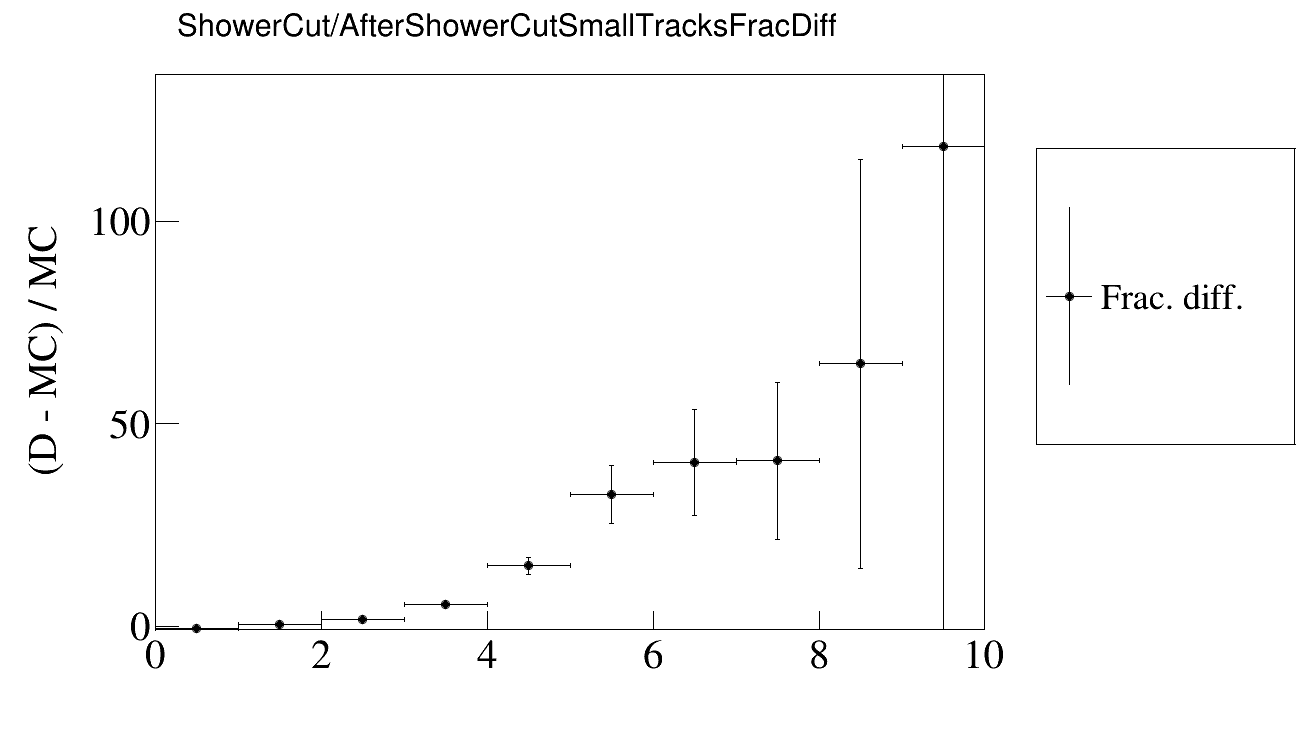 ShowerCut/AfterShowerCutSmallTracksFracDiff
(D - MC) / MC
100
50
0
0 2 4 6 8 10
Frac. diff.